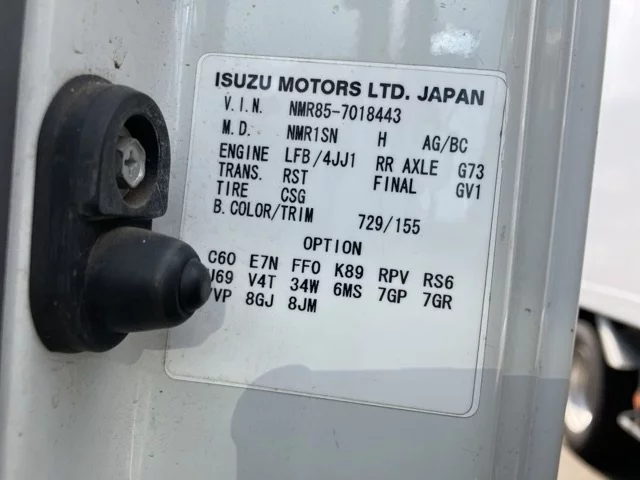 ISUZU MOTORS LTD. JAPAN
V.I.N. NMR85-7018443
M.D. NMR1SN H AG/BC
ENGINE LFB/4JJ1 RR AXLE G73
TRANS. RST FINAL GV1
TIRE CSG
B.COLOR/TRIM 729/155
OPTION
C60 E7N FF0 K89 RPV RS6
V4T 34W 6MS 7GP 7GR
8GJ 8JM